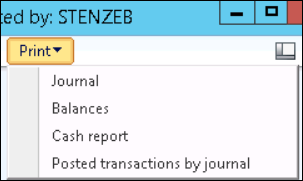 ted by: STENZEB
Print
Journal
Balances
Cash report
Posted transactions by journal